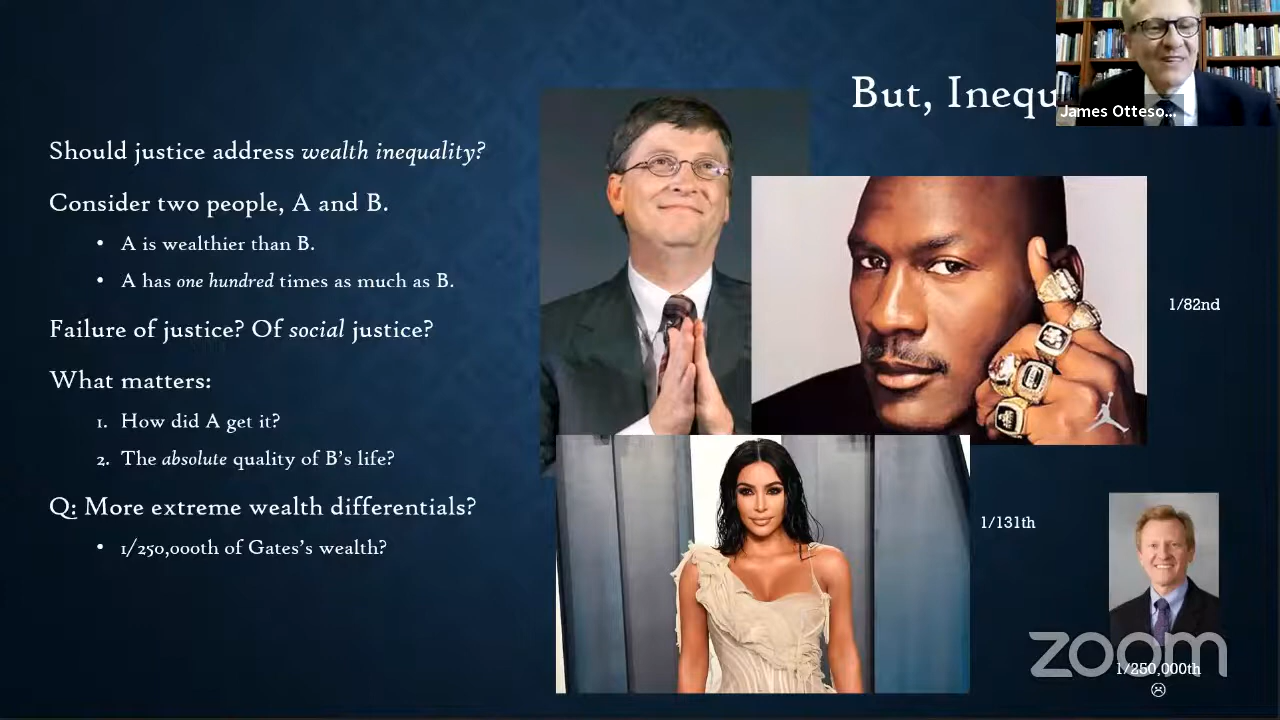 But, Inequ
James Otteso...
Should justice address wealth inequality?
Consider two people, A and B.
• A is wealthier than B.
• A has one hundred times as much as B.
Failure of justice? Of social justice?
What matters:
1. How did A get it?
2. The absolute quality of B's life?
Q: More extreme wealth differentials?
• 1/250,000th of Gates's wealth?
1/82nd
1/131th
zoom
1/250,000th